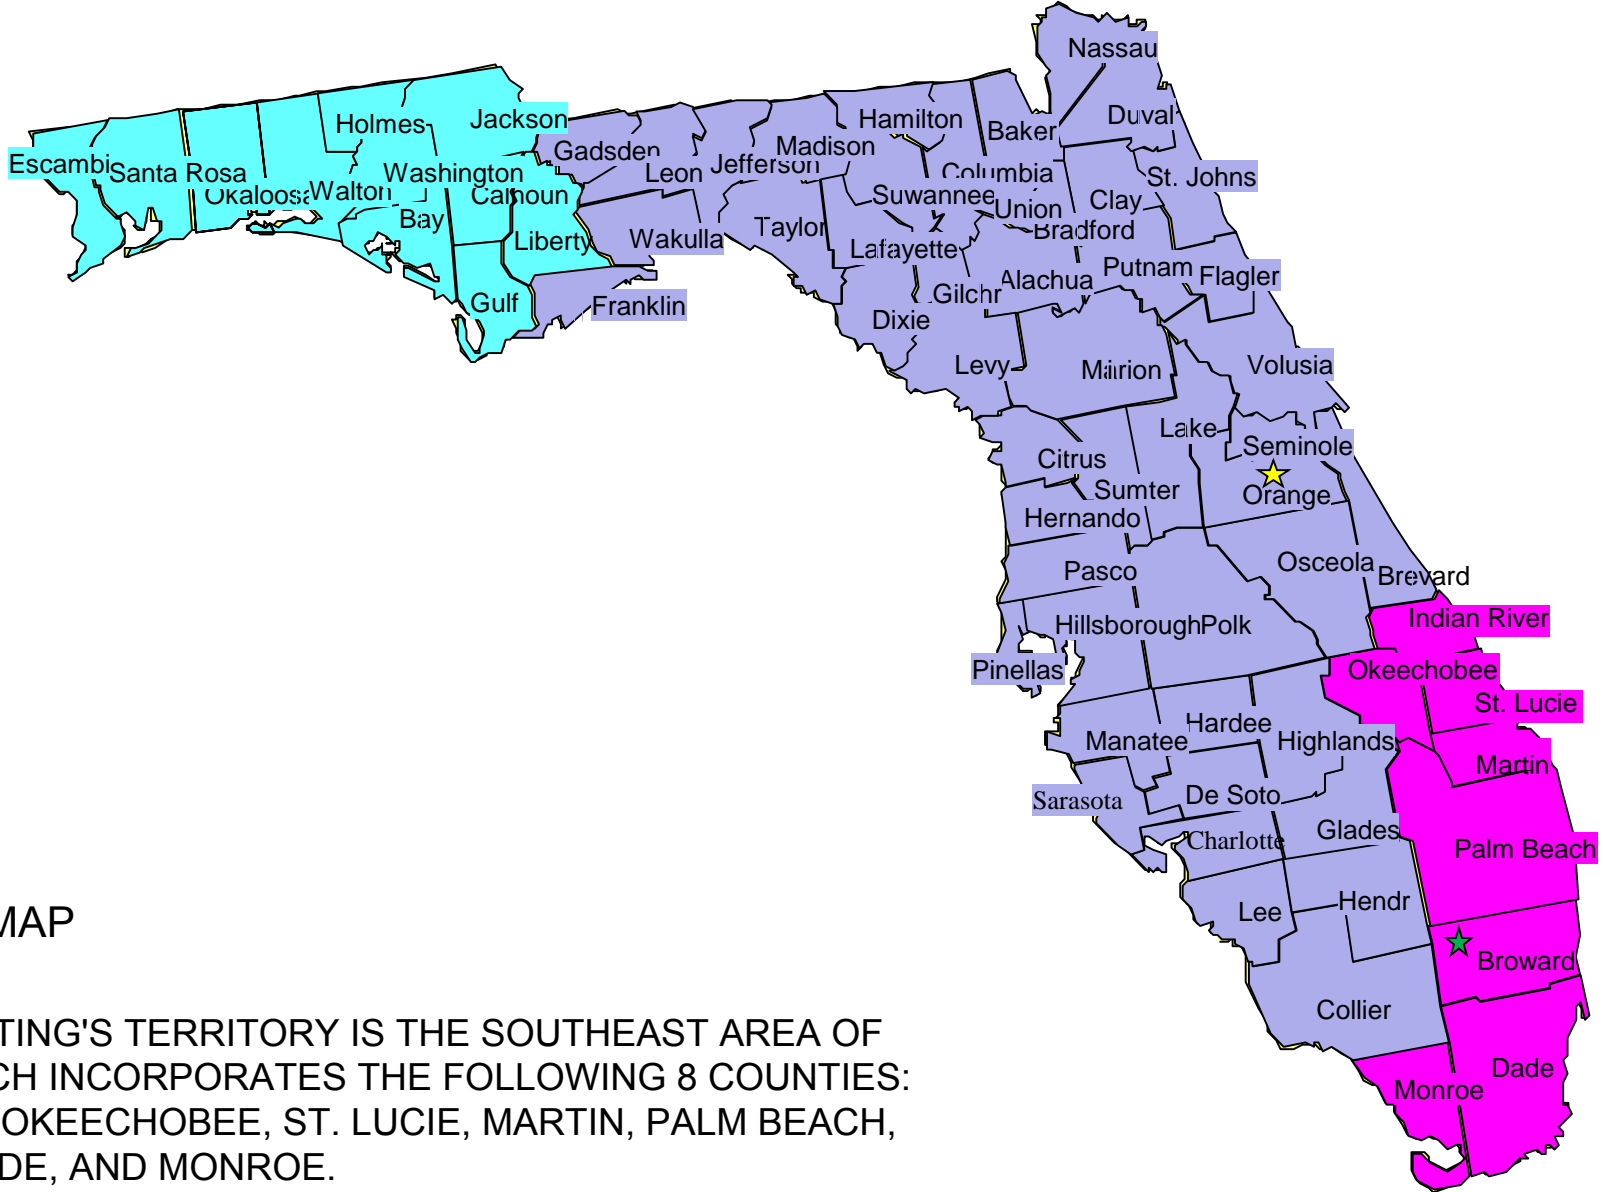 Nassau
Jackson
Holmes
Hamilton
Duval
Baker
Escambi
Santa Rosa
Gadsden
Madison
Washington
Leon
Jefferson
Columbia
St. Johns
Okaloosa
Walton
Calhoun
Suwannee
Union
Clay
Bay
Liberty
Wakulla
Taylor
Lafayette
Bradford
Gulf
Franklin
Gilchr
Alachua
Putnam
Flagler
Dixie
Levy
Marion
Volusia
Lake
Seminole
Citrus
Sumter
Orange
Hernando
Pasco
Osceola
Brevard
Hillsborough
Polk
Indian River
Pinellas
Okeechobee
St. Lucie
Manatee
Hardee
Highlands
Martin
Sarasota
De Soto
Charlotte
Glades
Palm Beach
Lee
Hendr
Broward
Collier
Dade
Monroe
MAP
TING'S TERRITORY IS THE SOUTHEAST AREA OF
CH INCORPORATES THE FOLLOWING 8 COUNTIES:
OKEECHOBEE, ST. LUCIE, MARTIN, PALM BEACH,
DE, AND MONROE.